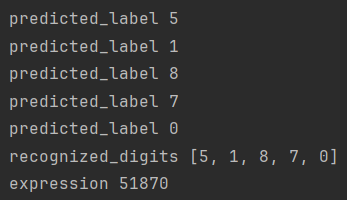 predicted_label 5
predicted_label 1
predicted_label 8
predicted_label 7
predicted_label 0
recognized_digits [5, 1, 8, 7, 0]
expression 51870